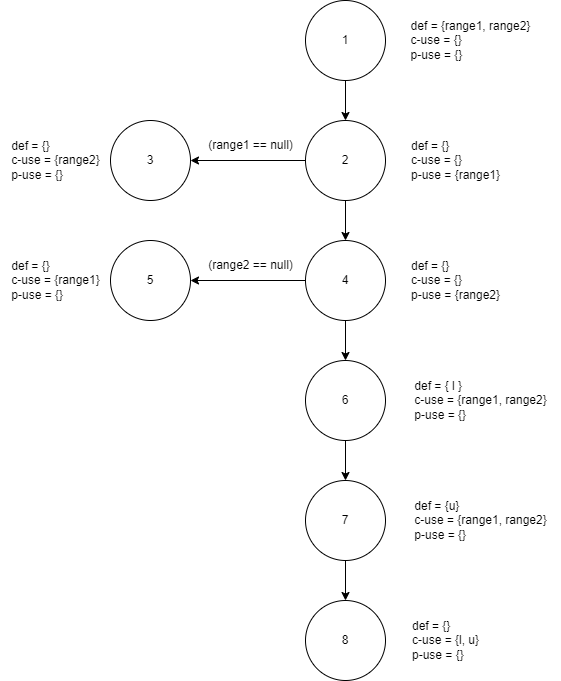 1
def = {range1, range2}
c-use = {}
p-use = {}
def = {}
c-use = {range2}
p-use = {}
3
(range1 == null)
2
def = {}
c-use = {}
p-use = {range1}
def = {}
c-use = {range1}
p-use = {}
5
(range2 == null)
4
def = {}
c-use = {}
p-use = {range2}
6
def = { l }
c-use = {range1, range2}
p-use = {}
7
def = {u}
c-use = {range1, range2}
p-use = {}
8
def = {}
c-use = {l, u}
p-use = {}